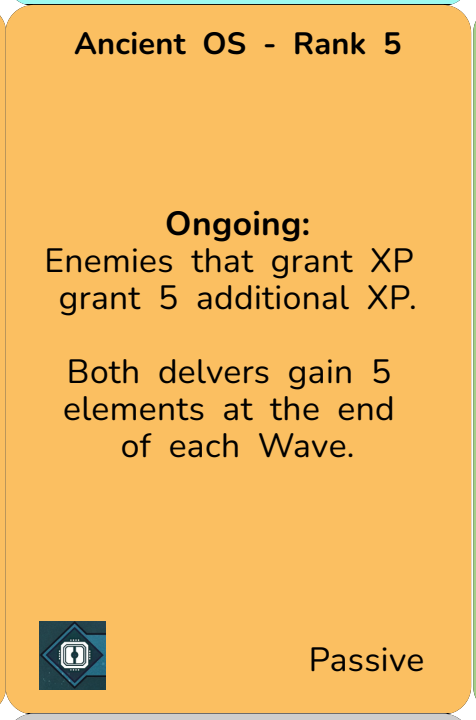 Ancient OS - Rank 5
Ongoing:
Enemies that grant XP
grant 5 additional XP.
Both delvers gain 5
elements at the end
of each Wave.
Passive